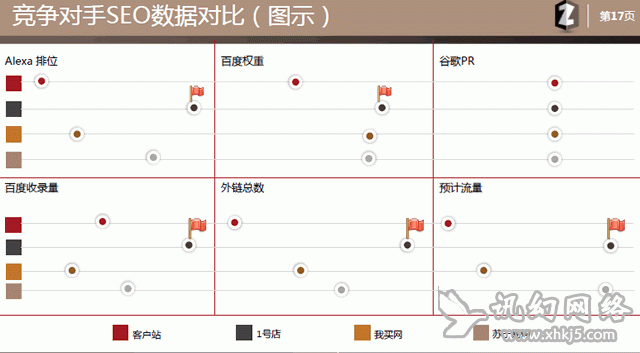 竞争对手SEO数据对比（图示）
Z
第17页
Alexa 排位
百度权重
谷歌PR
百度收录量
外链总数
预计流量
客户站
1号店
我买网
苏
讯幻网络
www.xhkj5.com